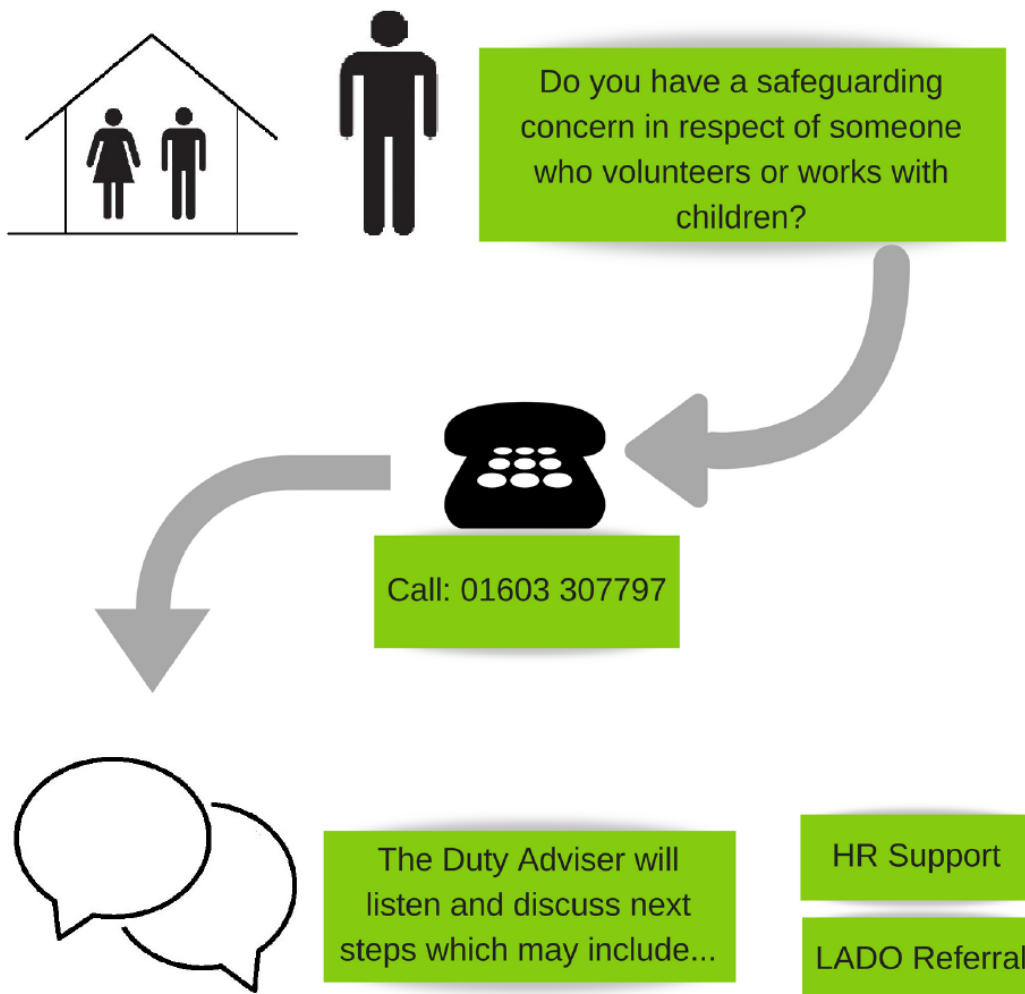 Do you have a safeguarding
concern in respect of someone
who volunteers or works with
children?
Call: 01603 307797
The Duty Adviser will
listen and discuss next
steps which may include...
HR Support
LADO Referral